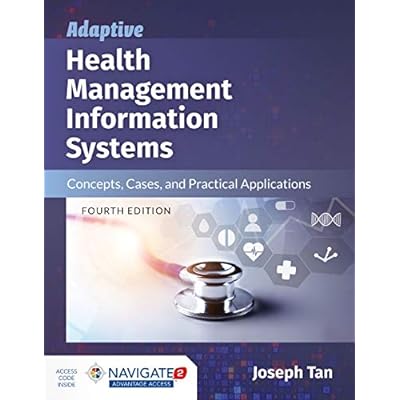 Adaptive
Health
Management
Information
Systems
Concepts, Cases, and Practical Applications
FOURTH EDITION
ACCESS
CODE
INSIDE
NAVIGATE 2
ADVANTAGE ACCESS
Joseph Tan